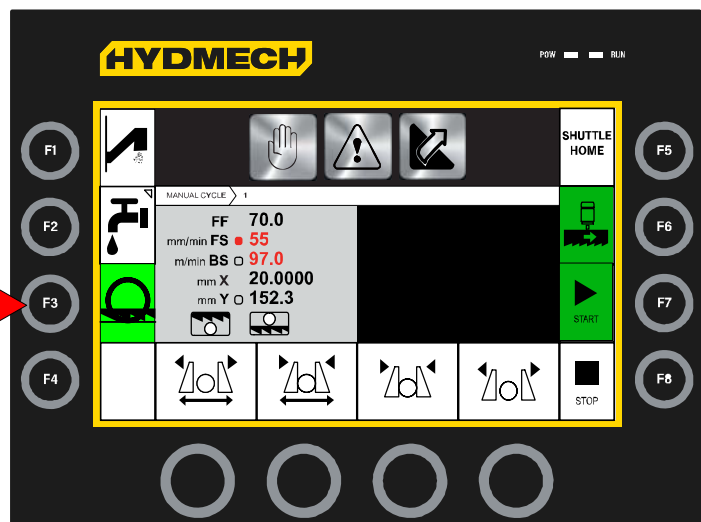 HYDMECH
POW RUN
F1
SHUTTLE
HOME
F5
MANUAL CYCLE 1
F2
FF 70.0
mm/min FS 55
m/min BS 97.0
mm X 20.0000
mm Y 152.3
F6
F3
START
F7
F4
STOP
F8